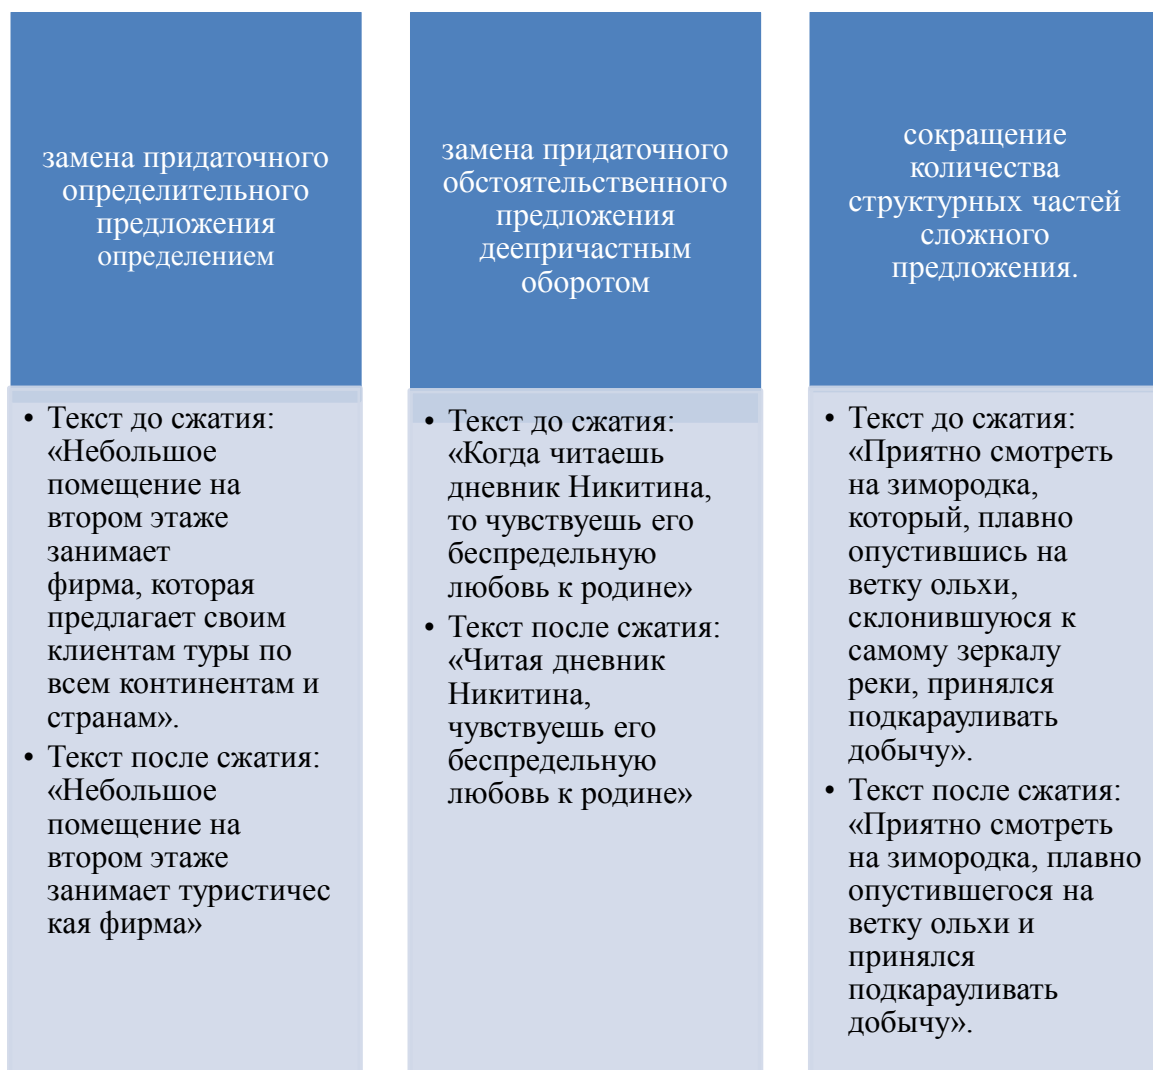 замена придаточного
определительного
предложения
определением
• Текст до сжатия:
«Небольшое
помещение на
втором этаже
занимает
фирма, которая
предлагает своим
клиентам туры по
всем континентам и
странам».
• Текст после сжатия:
«Небольшое
помещение на
втором этаже
занимает туристичес
кая фирма»
замена придаточного
обстоятельственного
предложения
деепричастным
оборотом
• Текст до сжатия:
«Когда читаешь
дневник Никитина,
то чувствуешь его
беспредельную
любовь к родине»
• Текст после сжатия:
«Читая дневник
Никитина,
чувствуешь его
беспредельную
любовь к родине»
сокращение
количества
структурных частей
сложного
предложения.
• Текст до сжатия:
«Приятно смотреть
на зимородка,
который, плавно
опустившись на
ветку ольхи,
склонившуюся к
самому зеркалу
реки, принялся
подкарауливать
добычу».
• Текст после сжатия:
«Приятно смотреть
на зимородка, плавно
опустившегося на
ветку ольхи и
принялся
подкарауливать
добычу».